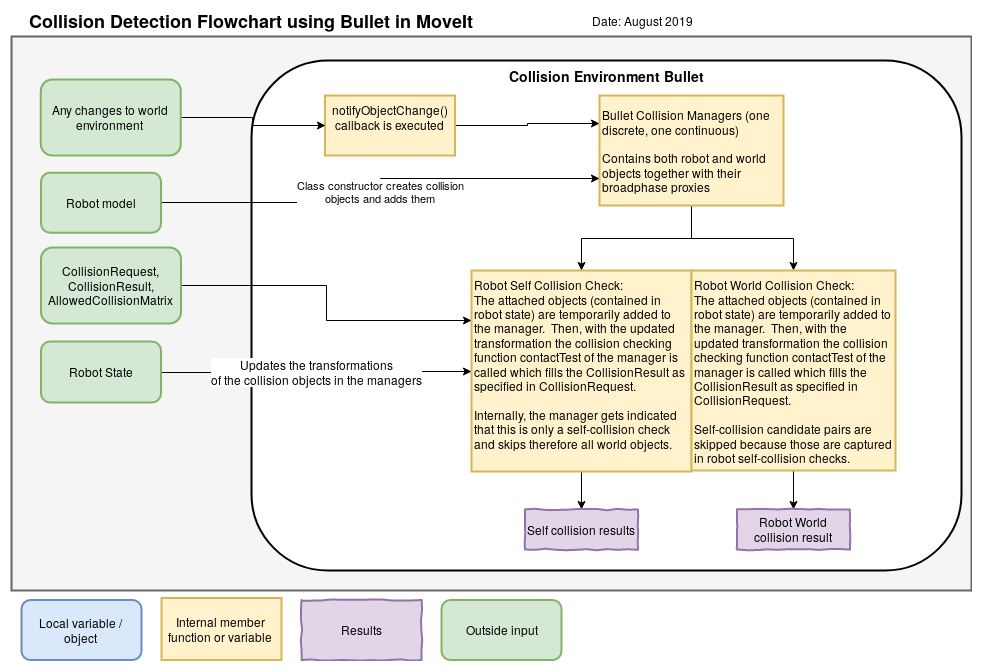 Collision Detection Flowchart using Bullet in MoveIt
Date: August 2019
Collision Environment Bullet
Any changes to world
environment
notifyObjectChange()
callback is executed
Bullet Collision Managers (one
discrete, one continuous)
Contains both robot and world
objects together with their
broadphase proxies
Robot model
Class constructor creates collision
objects and adds them
CollisionRequest,
CollisionResult,
AllowedCollisionMatrix
Robot State
Updates the transformations
of the collision objects in the managers
Robot Self Collision Check:
The attached objects (contained in
robot state) are temporarily added to
the manager.  Then, with the updated
transformation the collision checking
function contactTest of the manager is
called which fills the CollisionResult as
specified in CollisionRequest.
Internally, the manager gets indicated
that this is only a self-collision check
and skips therefore all world objects.
Robot World Collision Check:
The attached objects (contained in
robot state) are temporarily added to
the manager.  Then, with the
updated transformation the collision
checking function contactTest of the
manager is called which fills the
CollisionResult as specified in
CollisionRequest.
Self-collision candidate pairs are
skipped because those are captured
in robot self-collision checks.
Self collision results
Robot World
collision result
Local variable /
object
Internal member
function or variable
Results
Outside input